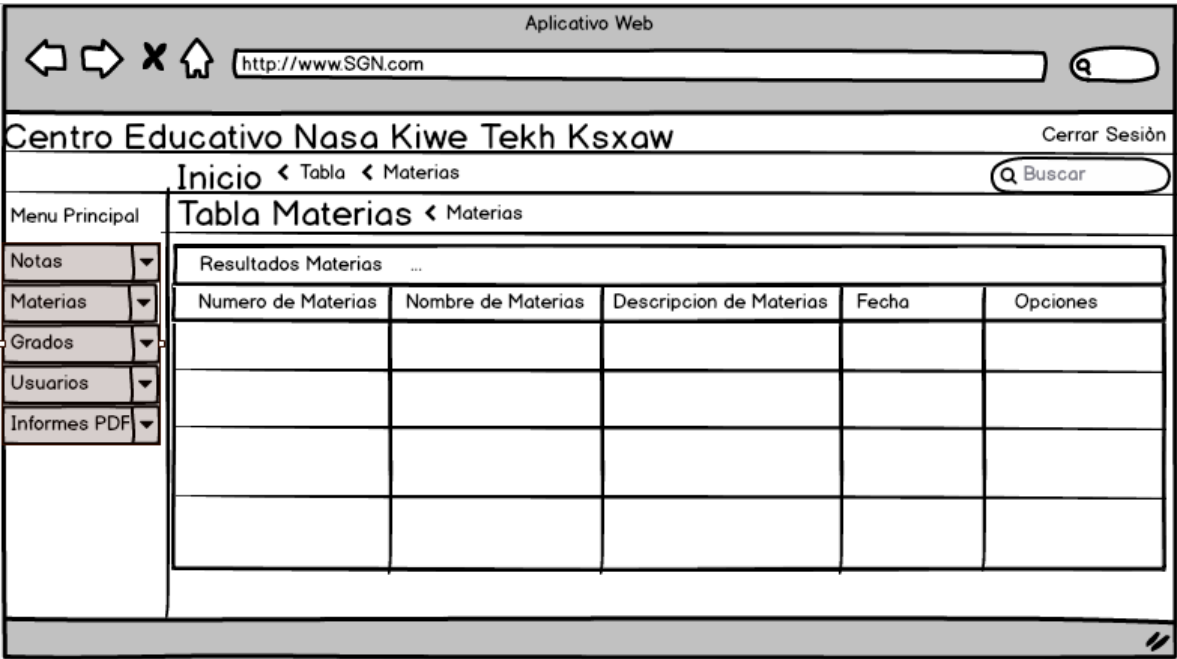 Aplicativo Web
http://www.SGN.com
Centro Educativo Nasa Kiwe Tekh Ksxaw
Cerrar Sesiòn
Inicio < Tabla < Materias
Buscar
Menu Principal
Tabla Materias < Materias
Notas
Materias
Grados
Usuarios
Informes PDF
Resultados Materias ...
Numero de Materias Nombre de Materias Descripcion de Materias Fecha Opciones